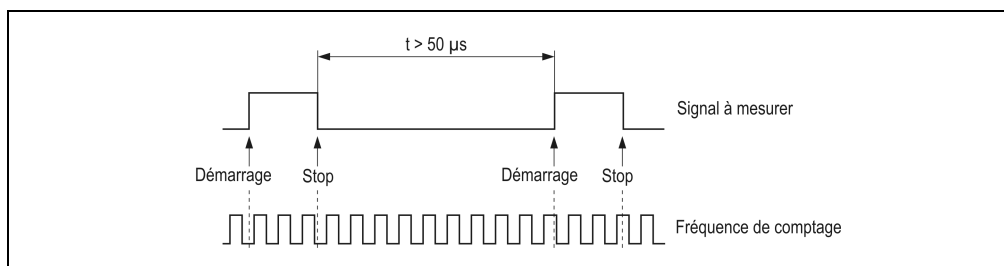 t > 50 µs
Signal à mesurer
Démarrage Stop Démarrage Stop
Fréquence de comptage